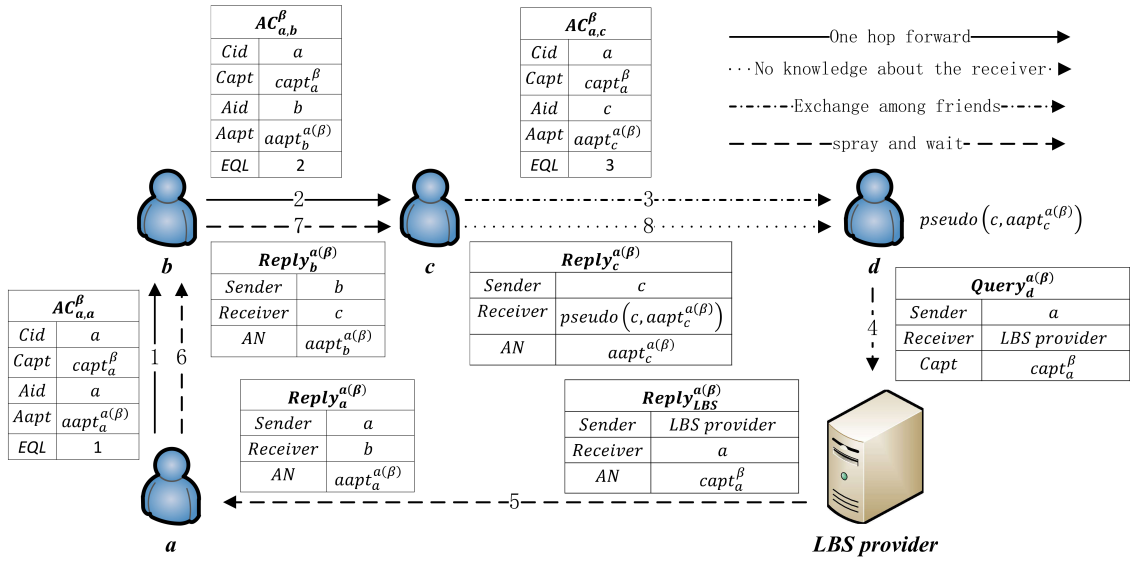 AC^β_{a,b}
Cid a
Capt capt^β_a
Aid b
Aapt aapt^{a(β)}_b
EQL 2
AC^β_{a,c}
Cid a
Capt capt^β_a
Aid c
Aapt aapt^{a(β)}_c
EQL 3
One hop forward
No knowledge about the receiver
Exchange among friends
spray and wait
2
7
3
8
pseudo(c, aapt^{a(β)}_c)
b
c
d
Reply^{a(β)}_b
Sender b
Receiver c
AN aapt^{a(β)}_b
Reply^{a(β)}_c
Sender c
Receiver pseudo(c, aapt^{a(β)}_c)
AN aapt^{a(β)}_c
Query^{a(β)}_d
Sender a
Receiver LBS provider
Capt capt^β_a
AC^β_{a,a}
Cid a
Capt capt^β_a
Aid a
Aapt aapt^{a(β)}_a
EQL 1
1
6
4
Reply^{a(β)}_a
Sender a
Receiver b
AN aapt^{a(β)}_a
Reply^{a(β)}_{LBS}
Sender LBS provider
Receiver a
AN capt^β_a
5
a
LBS provider